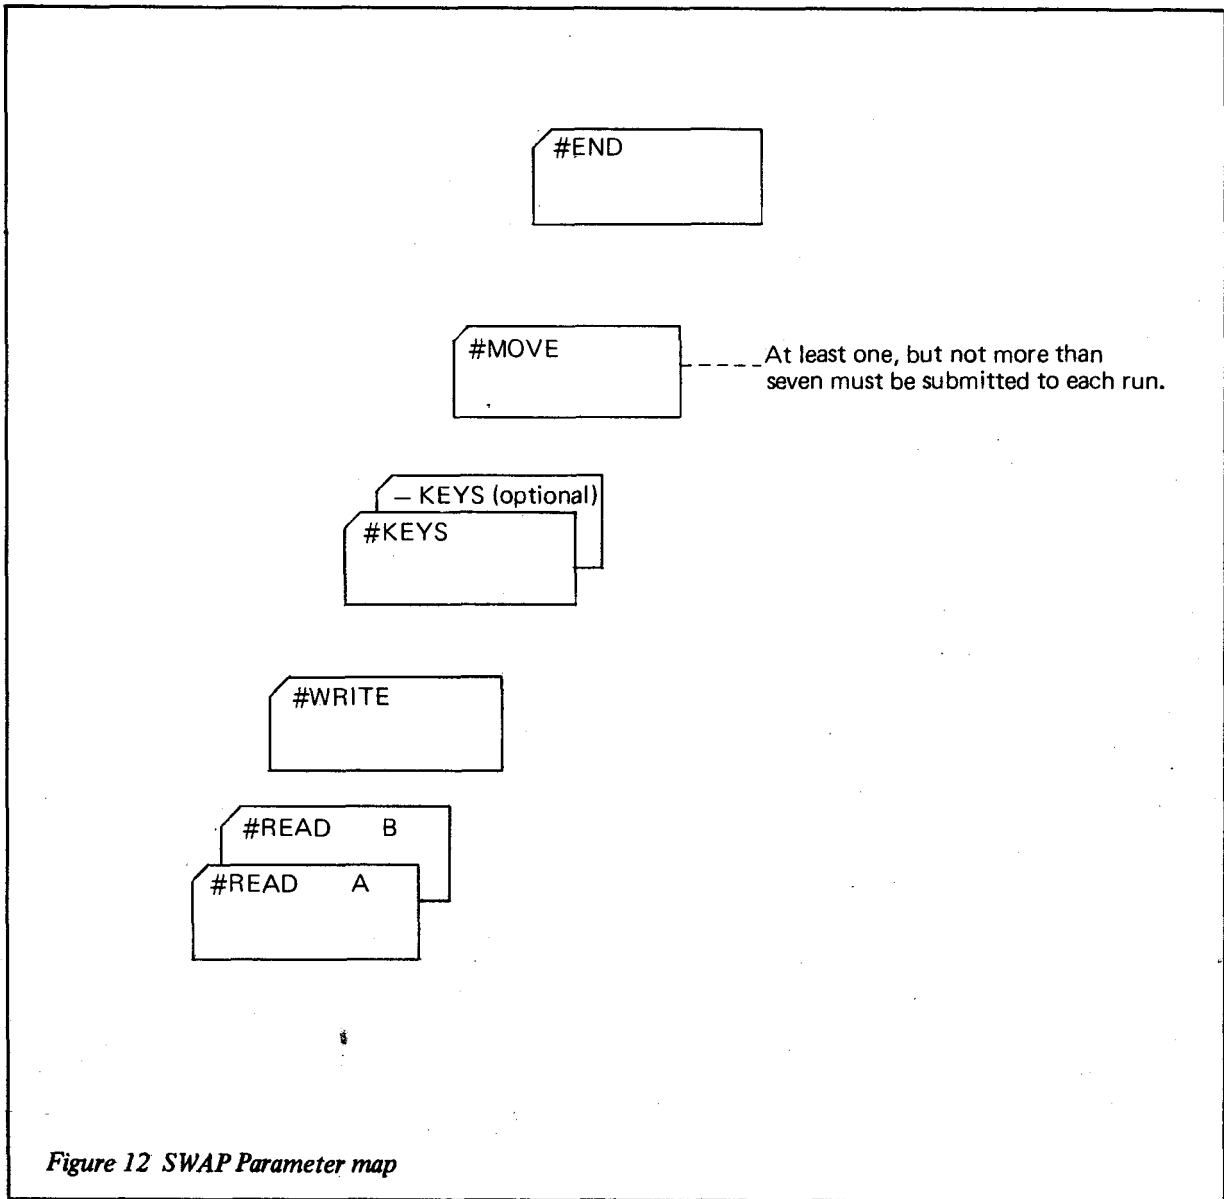 #END
#MOVE
At least one, but not more than
seven must be submitted to each run.
– KEYS (optional)
#KEYS
#WRITE
#READ B
#READ A
Figure 12 SWAP Parameter map